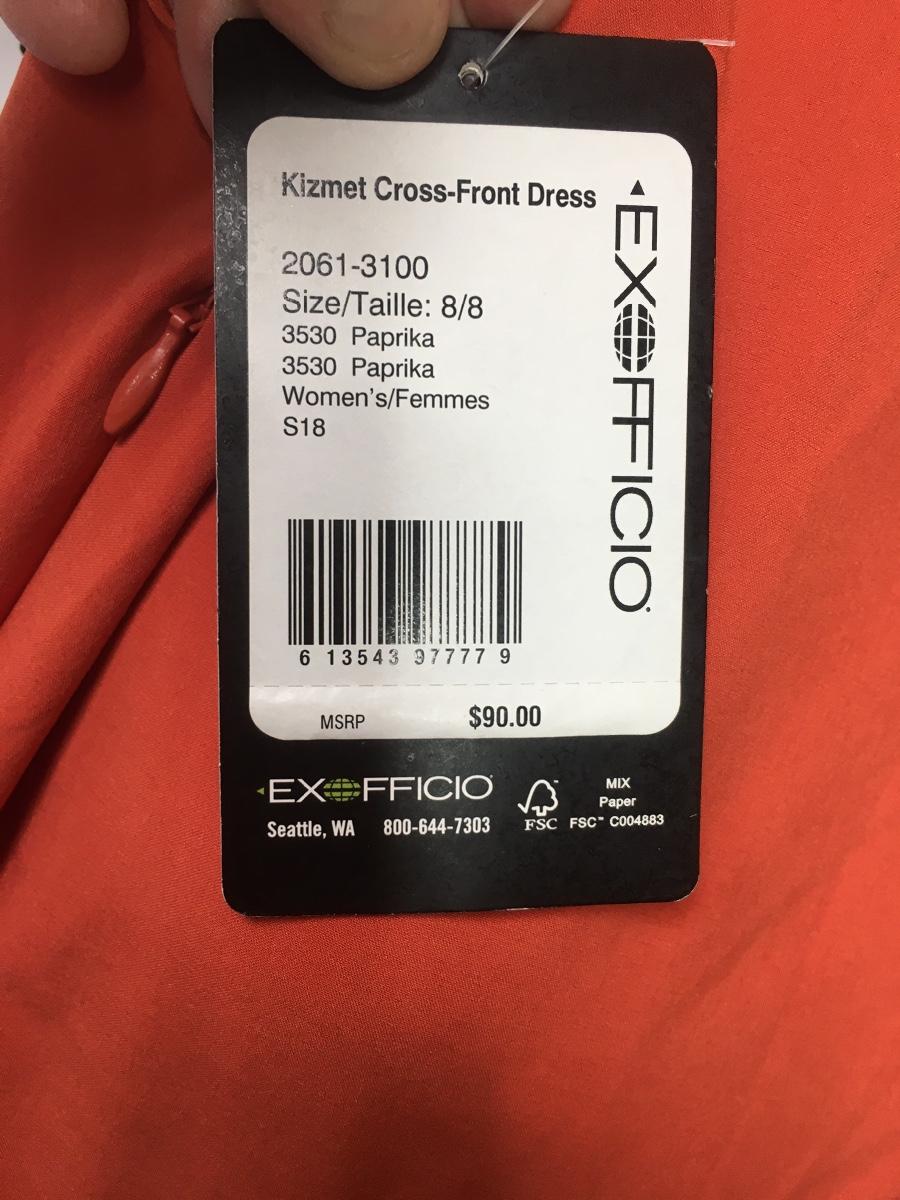 Kizmet Cross-Front Dress
2061-3100
Size/Taille: 8/8
3530 Paprika
3530 Paprika
Women's/Femmes
S18
EXOFFICIO
6 13543 97777 9
MSRP $90.00
EXOFFICIO
Seattle, WA 800-644-7303
FSC
MIX
Paper
FSC™ C004883